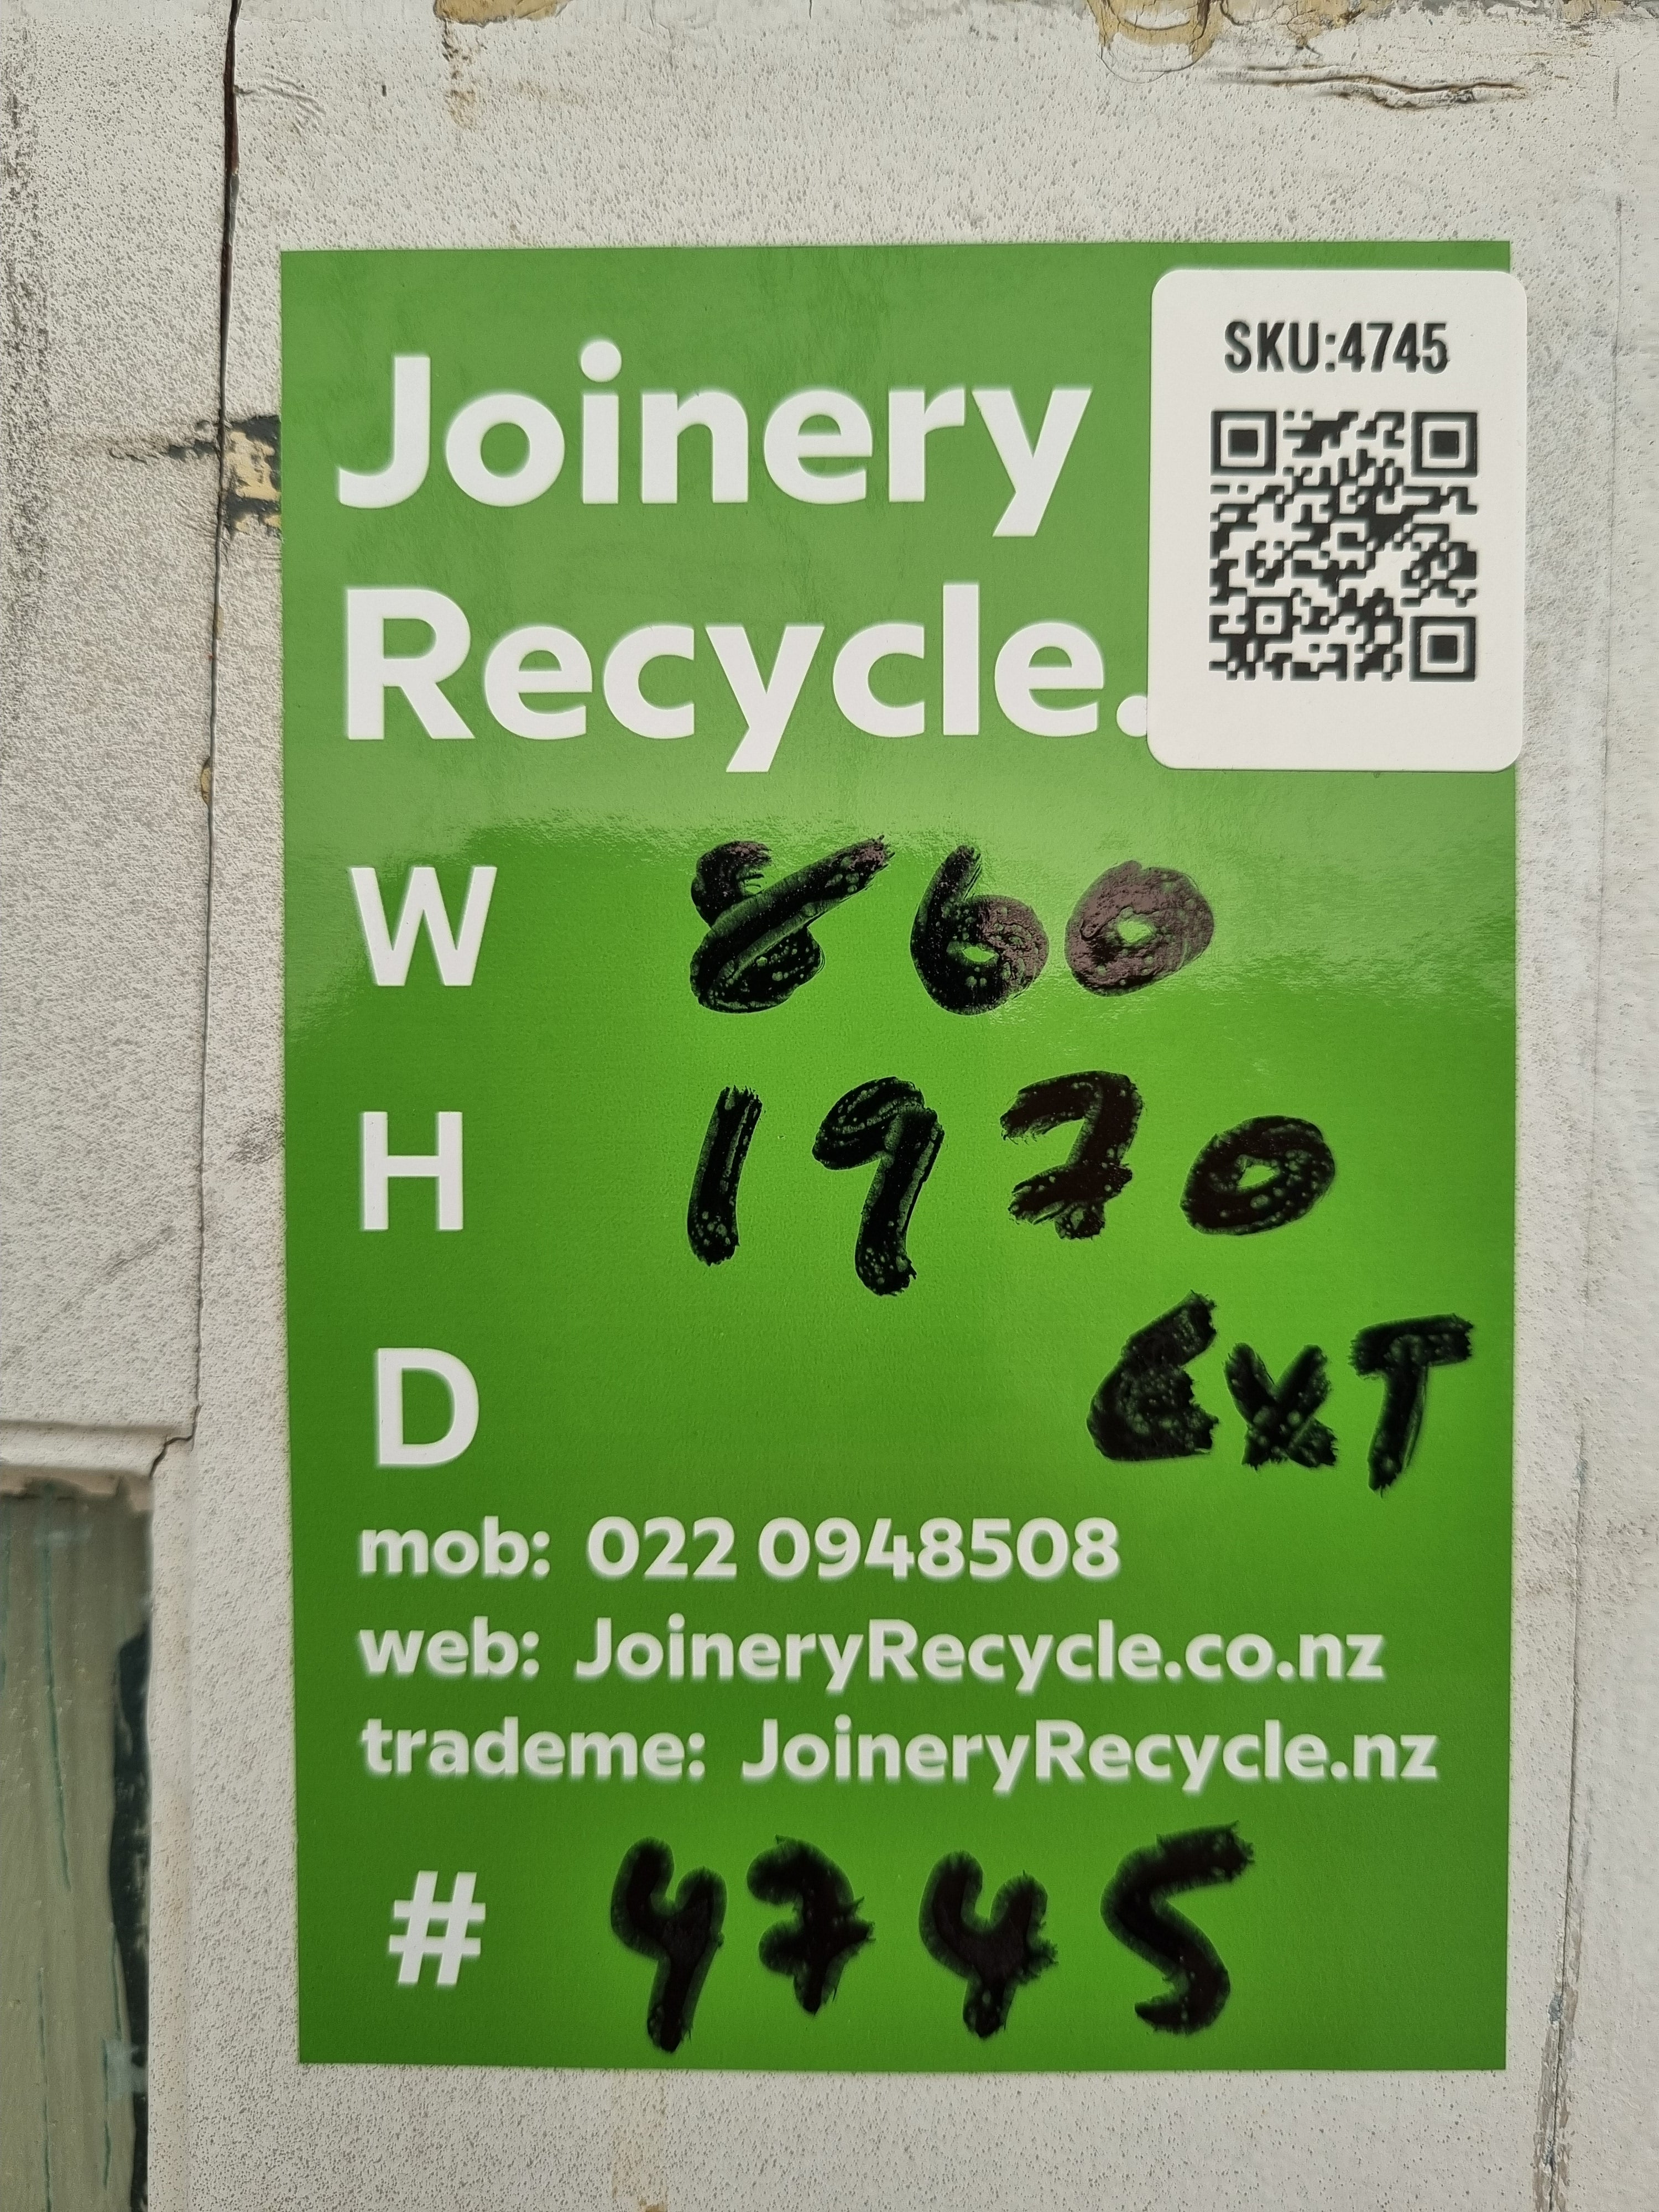 Joinery
Recycle.
SKU:4745
W 860
H 1970
D EXT
mob: 022 0948508
web: JoineryRecycle.co.nz
trademe: JoineryRecycle.nz
# 4745